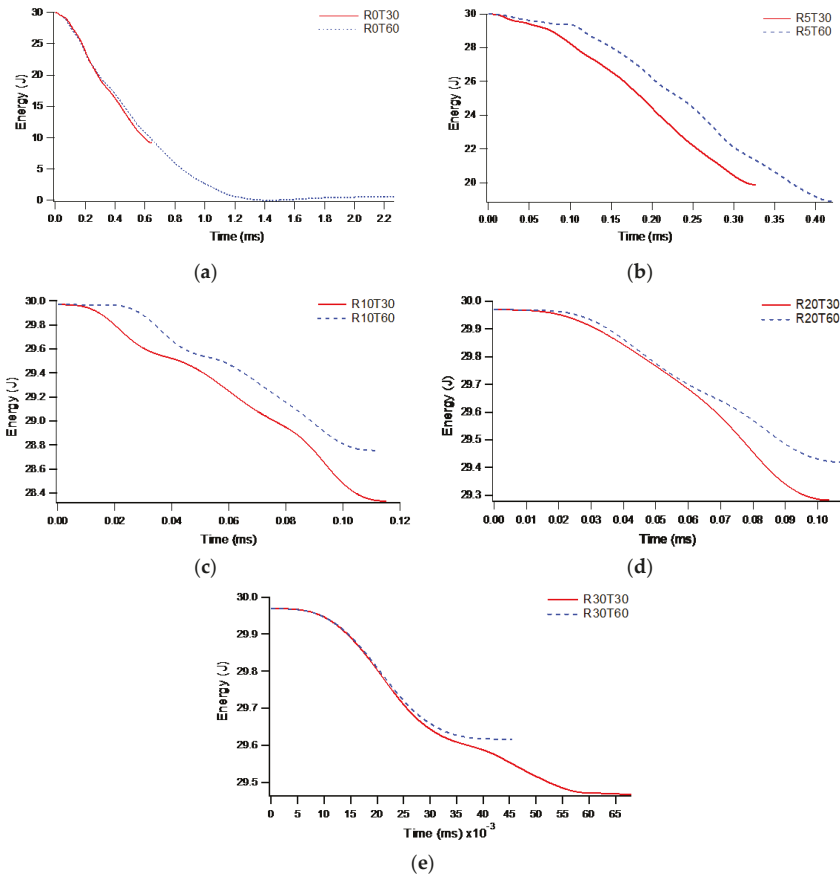 R0T30
R0T60
Energy (J)
30
25
20
15
10
5
0
0.0 0.2 0.4 0.6 0.8 1.0 1.2 1.4 1.6 1.8 2.0 2.2
Time (ms)
(a)
R5T30
R5T60
Energy (J)
30
28
26
24
22
20
0.00 0.05 0.10 0.15 0.20 0.25 0.30 0.35 0.40
Time (ms)
(b)
R10T30
R10T60
Energy (J)
30.0
29.8
29.6
29.4
29.2
29.0
28.8
28.6
28.4
0.00 0.02 0.04 0.06 0.08 0.10 0.12
Time (ms)
(c)
R20T30
R20T60
Energy (J)
30.0
29.9
29.8
29.7
29.6
29.5
29.4
29.3
0.00 0.01 0.02 0.03 0.04 0.05 0.06 0.07 0.08 0.09 0.10
Time (ms)
(d)
R30T30
R30T60
Energy (J)
30.0
29.9
29.8
29.7
29.6
29.5
0 5 10 15 20 25 30 35 40 45 50 55 60 65
Time (ms) x10⁻³
(e)